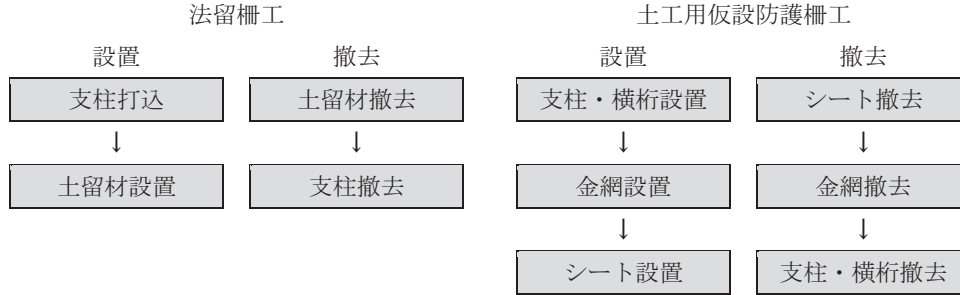 法留柵工
設置 撤去
支柱打込 土留材撤去
↓ ↓
土留材設置 支柱撤去
土工用仮設防護柵工
設置 撤去
支柱・横桁設置 シート撤去
↓ ↓
金網設置 金網撤去
↓ ↓
シート設置 支柱・横桁撤去